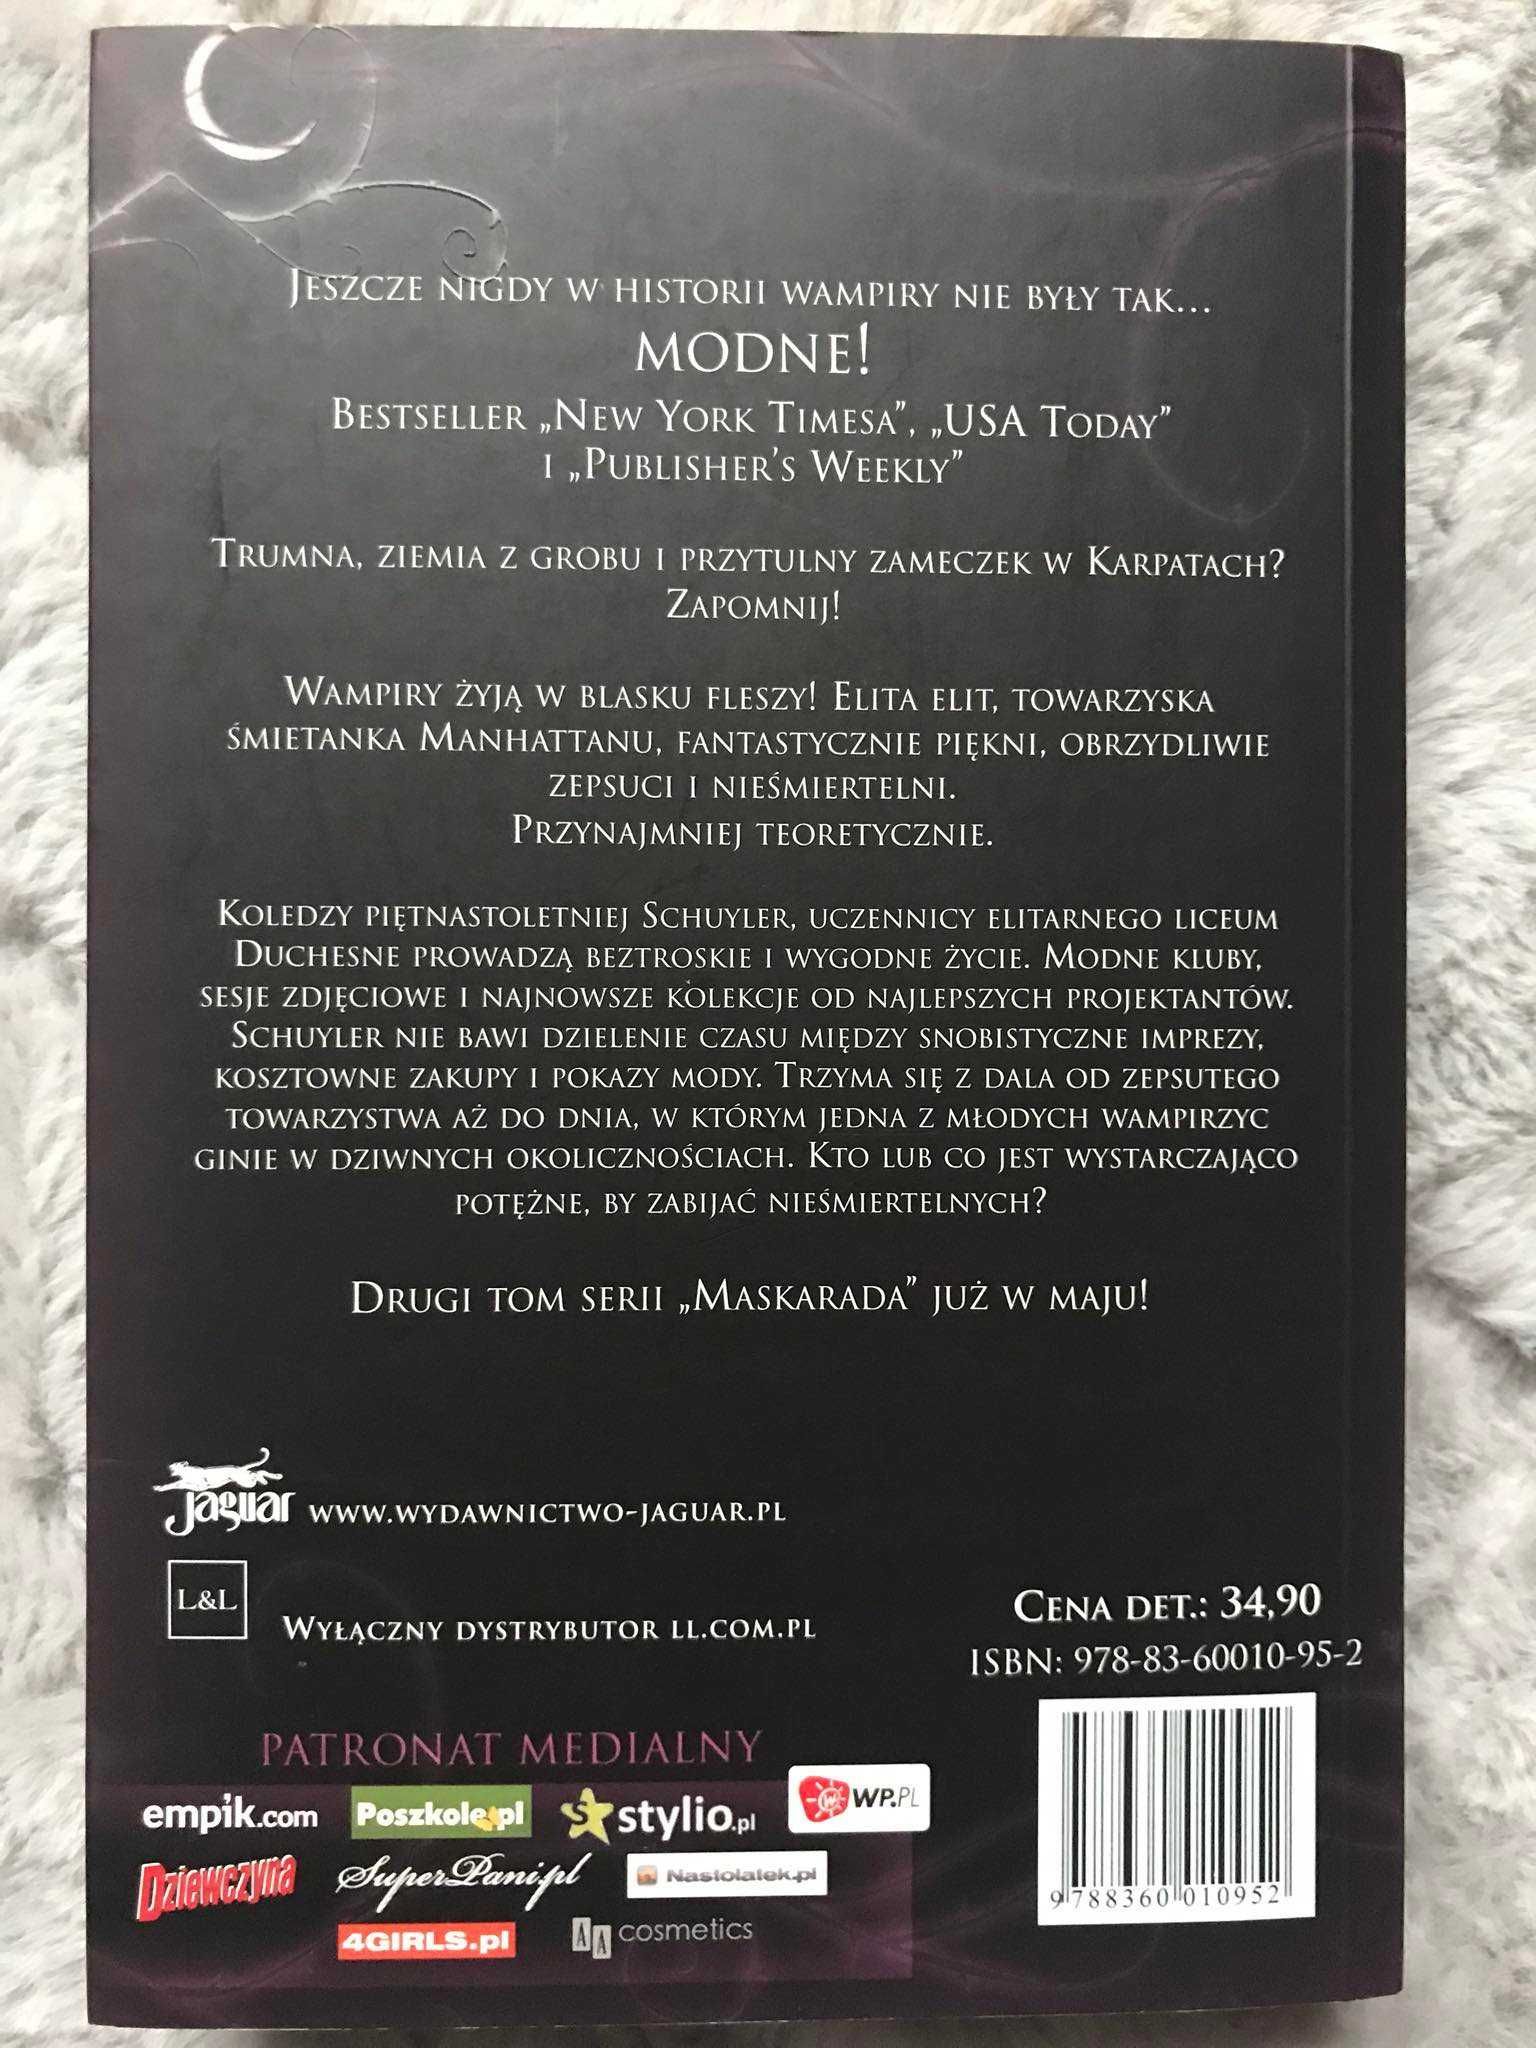 Jeszcze nigdy w historii wampiry nie były tak...
MODNE!
Bestseller „New York Timesa”, „USA Today”
i „Publisher’s Weekly”
Trumna, ziemia z grobu i przytulny zameczek w Karpatach?
Zapomnij!
Wampiry żyją w blasku fleszy! Elita elit, towarzyska
śmietanka Manhattanu, fantastycznie piękni, obrzydliwie
zepsuci i nieśmiertelni.
Przynajmniej teoretycznie.
Koledzy piętnastoletniej Schuyler, uczennicy elitarnego liceum
Duchesne prowadzą beztroskie i wygodne życie. Modne kluby,
sesje zdjęciowe i najnowsze kolekcje od najlepszych projektantów.
Schuyler nie bawi dzielenie czasu między snobistyczne imprezy,
kosztowne zakupy i pokazy mody. Trzyma się z dala od zepsutego
towarzystwa aż do dnia, w którym jedna z młodych wampirzyc
ginie w dziwnych okolicznościach. Kto lub co jest wystarczająco
potężne, by zabijać nieśmiertelnych?
Drugi tom serii „Maskarada” już w maju!
Jaguar www.wydawnictwo-jaguar.pl
L&L
Wyłączny dystrybutor ll.com.pl
Cena det.: 34,90
ISBN: 978-83-60010-95-2
PATRONAT MEDIALNY
empik.com Poszkole.pl S stylio.pl W WP.PL
Dziewczyna SuperPani.pl Nastolatek.pl
4GIRLS.pl AA cosmetics
9 788360 010952